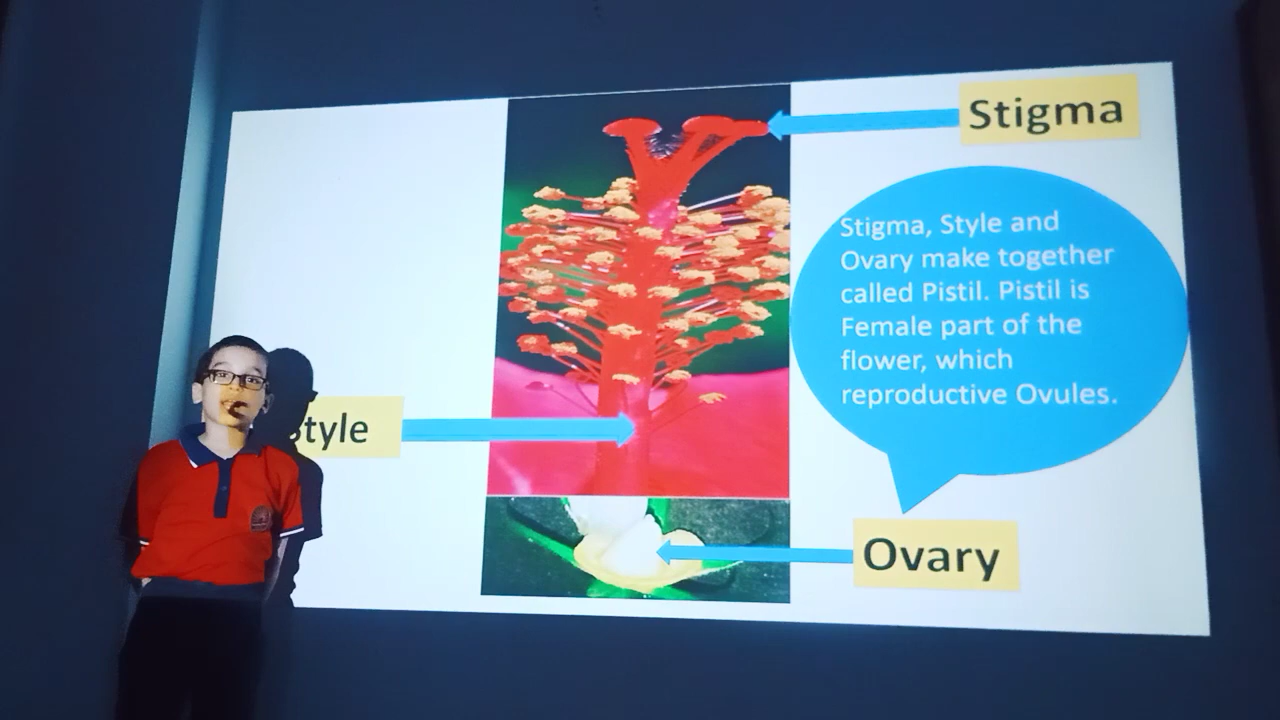 Stigma
Stigma, Style and
Ovary make together
called Pistil. Pistil is
Female part of the
flower, which
reproductive Ovules.
Style
Ovary